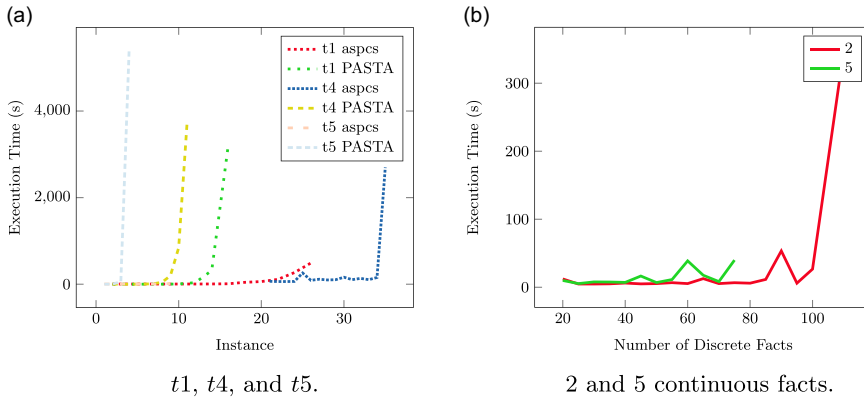 (a)
Execution Time (s)
4,000
2,000
0
0
10
20
30
Instance
t1 aspcs
t1 PASTA
t4 aspcs
t4 PASTA
t5 aspcs
t5 PASTA
t1, t4, and t5.
(b)
Execution Time (s)
300
200
100
0
20
40
60
80
100
Number of Discrete Facts
2
5
2 and 5 continuous facts.